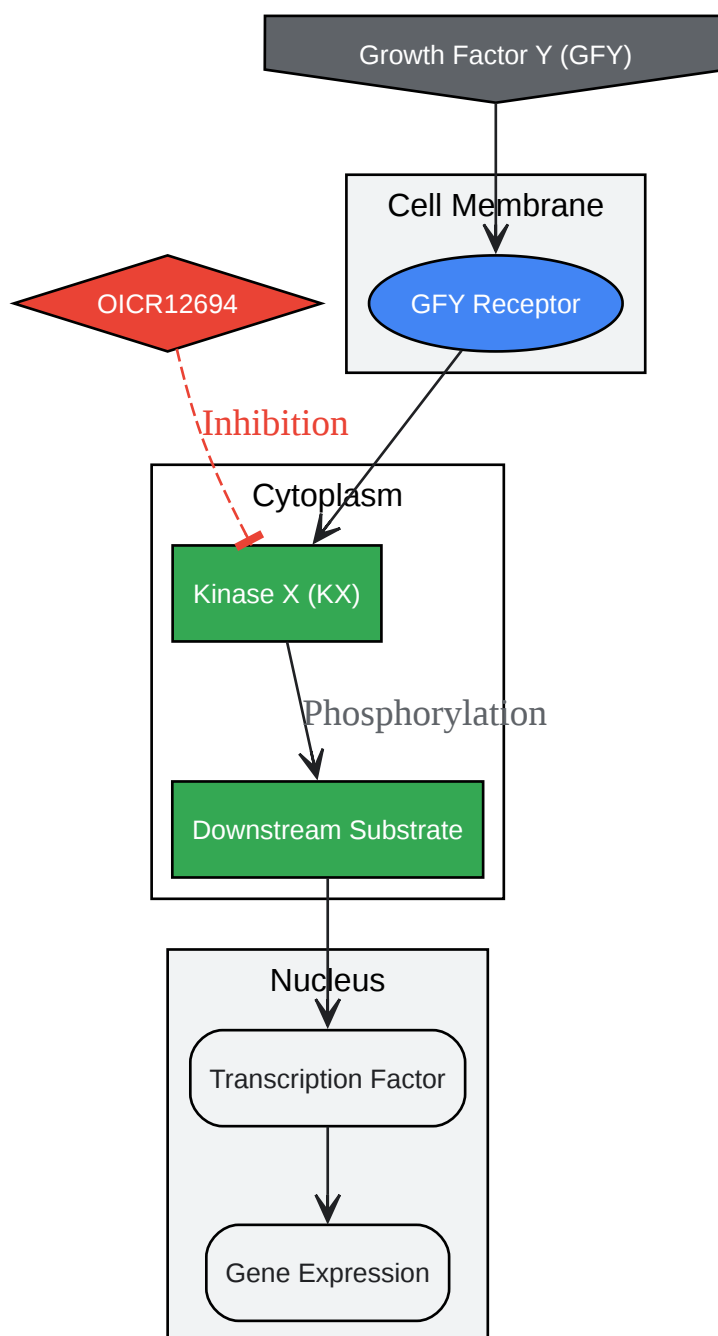 Growth Factor Y (GFY)
Cell Membrane
OICR12694
GFY Receptor
Inhibition
Cytoplasm
Kinase X (KX)
Phosphorylation
Downstream Substrate
Nucleus
Transcription Factor
Gene Expression